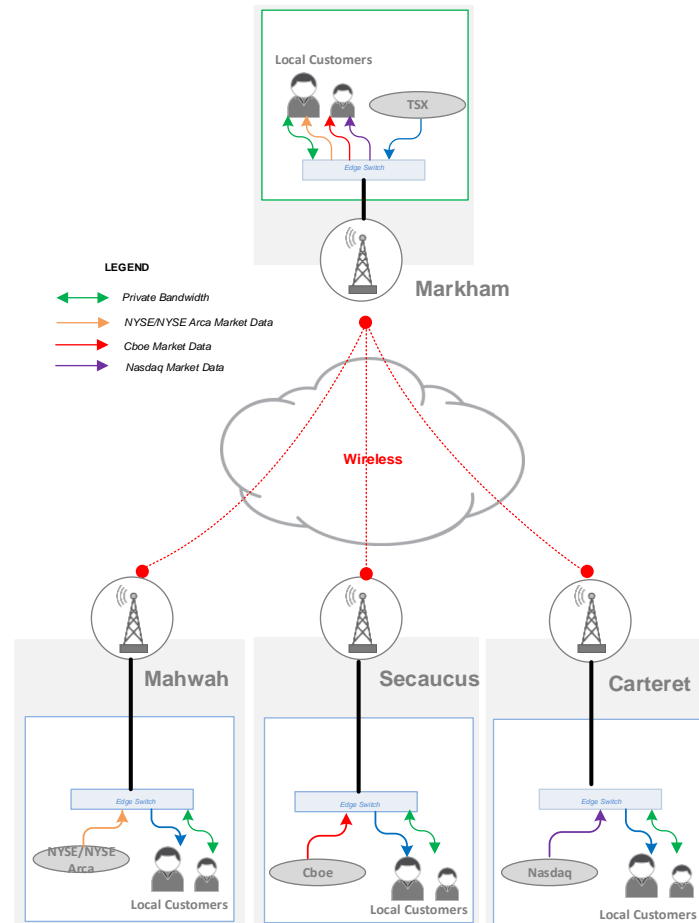 Local Customers
TSX
Edge Switch
Markham
LEGEND
Private Bandwidth
NYSE/NYSE Arca Market Data
Cboe Market Data
Nasdaq Market Data
Wireless
Mahwah
Secaucus
Carteret
Edge Switch
Edge Switch
Edge Switch
NYSE/NYSE
Arca
Cboe
Nasdaq
Local Customers
Local Customers
Local Customers